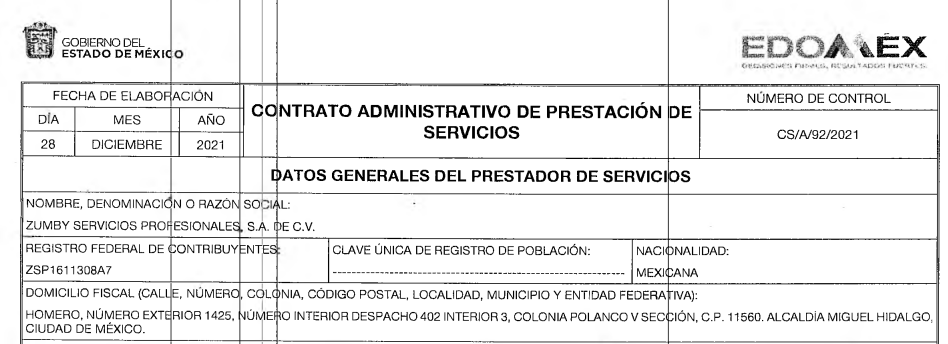 GOBIERNO DEL
ESTADO DE MÉXICO
EDOMÉX
DECISIONES FIRMES, RESULTADOS FUERTES.
FECHA DE ELABORACIÓN
DÍA MES AÑO
28 DICIEMBRE 2021
CONTRATO ADMINISTRATIVO DE PRESTACIÓN DE
SERVICIOS
NÚMERO DE CONTROL
CS/A/92/2021
DATOS GENERALES DEL PRESTADOR DE SERVICIOS
NOMBRE, DENOMINACIÓN O RAZÓN SOCIAL:
ZUMBY SERVICIOS PROFESIONALES, S.A. DE C.V.
REGISTRO FEDERAL DE CONTRIBUYENTES:
ZSP1611308A7
CLAVE ÚNICA DE REGISTRO DE POBLACIÓN:
NACIONALIDAD:
MEXICANA
DOMICILIO FISCAL (CALLE, NÚMERO, COLONIA, CÓDIGO POSTAL, LOCALIDAD, MUNICIPIO Y ENTIDAD FEDERATIVA):
HOMERO, NÚMERO EXTERIOR 1425, NÚMERO INTERIOR DESPACHO 402 INTERIOR 3, COLONIA POLANCO V SECCIÓN, C.P. 11560. ALCALDÍA MIGUEL HIDALGO,
CIUDAD DE MÉXICO.